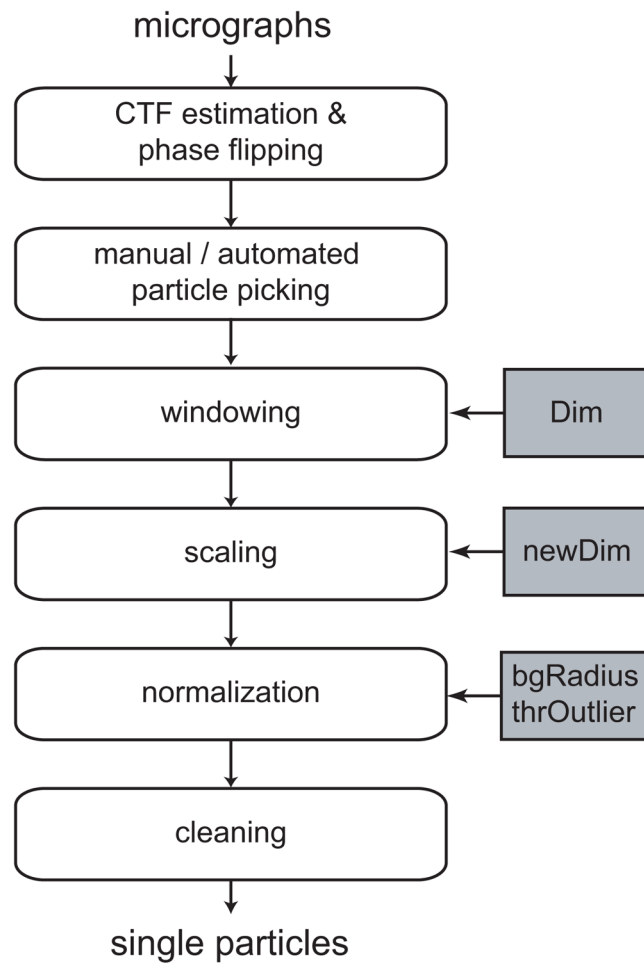 micrographs
CTF estimation &
phase flipping
manual / automated
particle picking
windowing
Dim
scaling
newDim
normalization
bgRadius
thrOutlier
cleaning
single particles